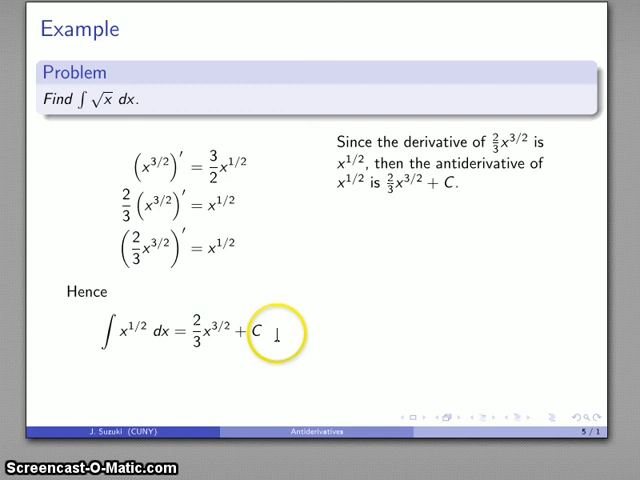 Example
Problem
Find ∫ √x dx.
(x^{3/2})′ = 3/2 x^{1/2}
2/3 (x^{3/2})′ = x^{1/2}
(2/3 x^{3/2})′ = x^{1/2}
Hence
∫ x^{1/2} dx = 2/3 x^{3/2} + C
Since the derivative of 2/3 x^{3/2} is
x^{1/2}, then the antiderivative of
x^{1/2} is 2/3 x^{3/2} + C.
J. Suzuki (CUNY)
Antiderivatives
5 / 1
Screencast-O-Matic.com